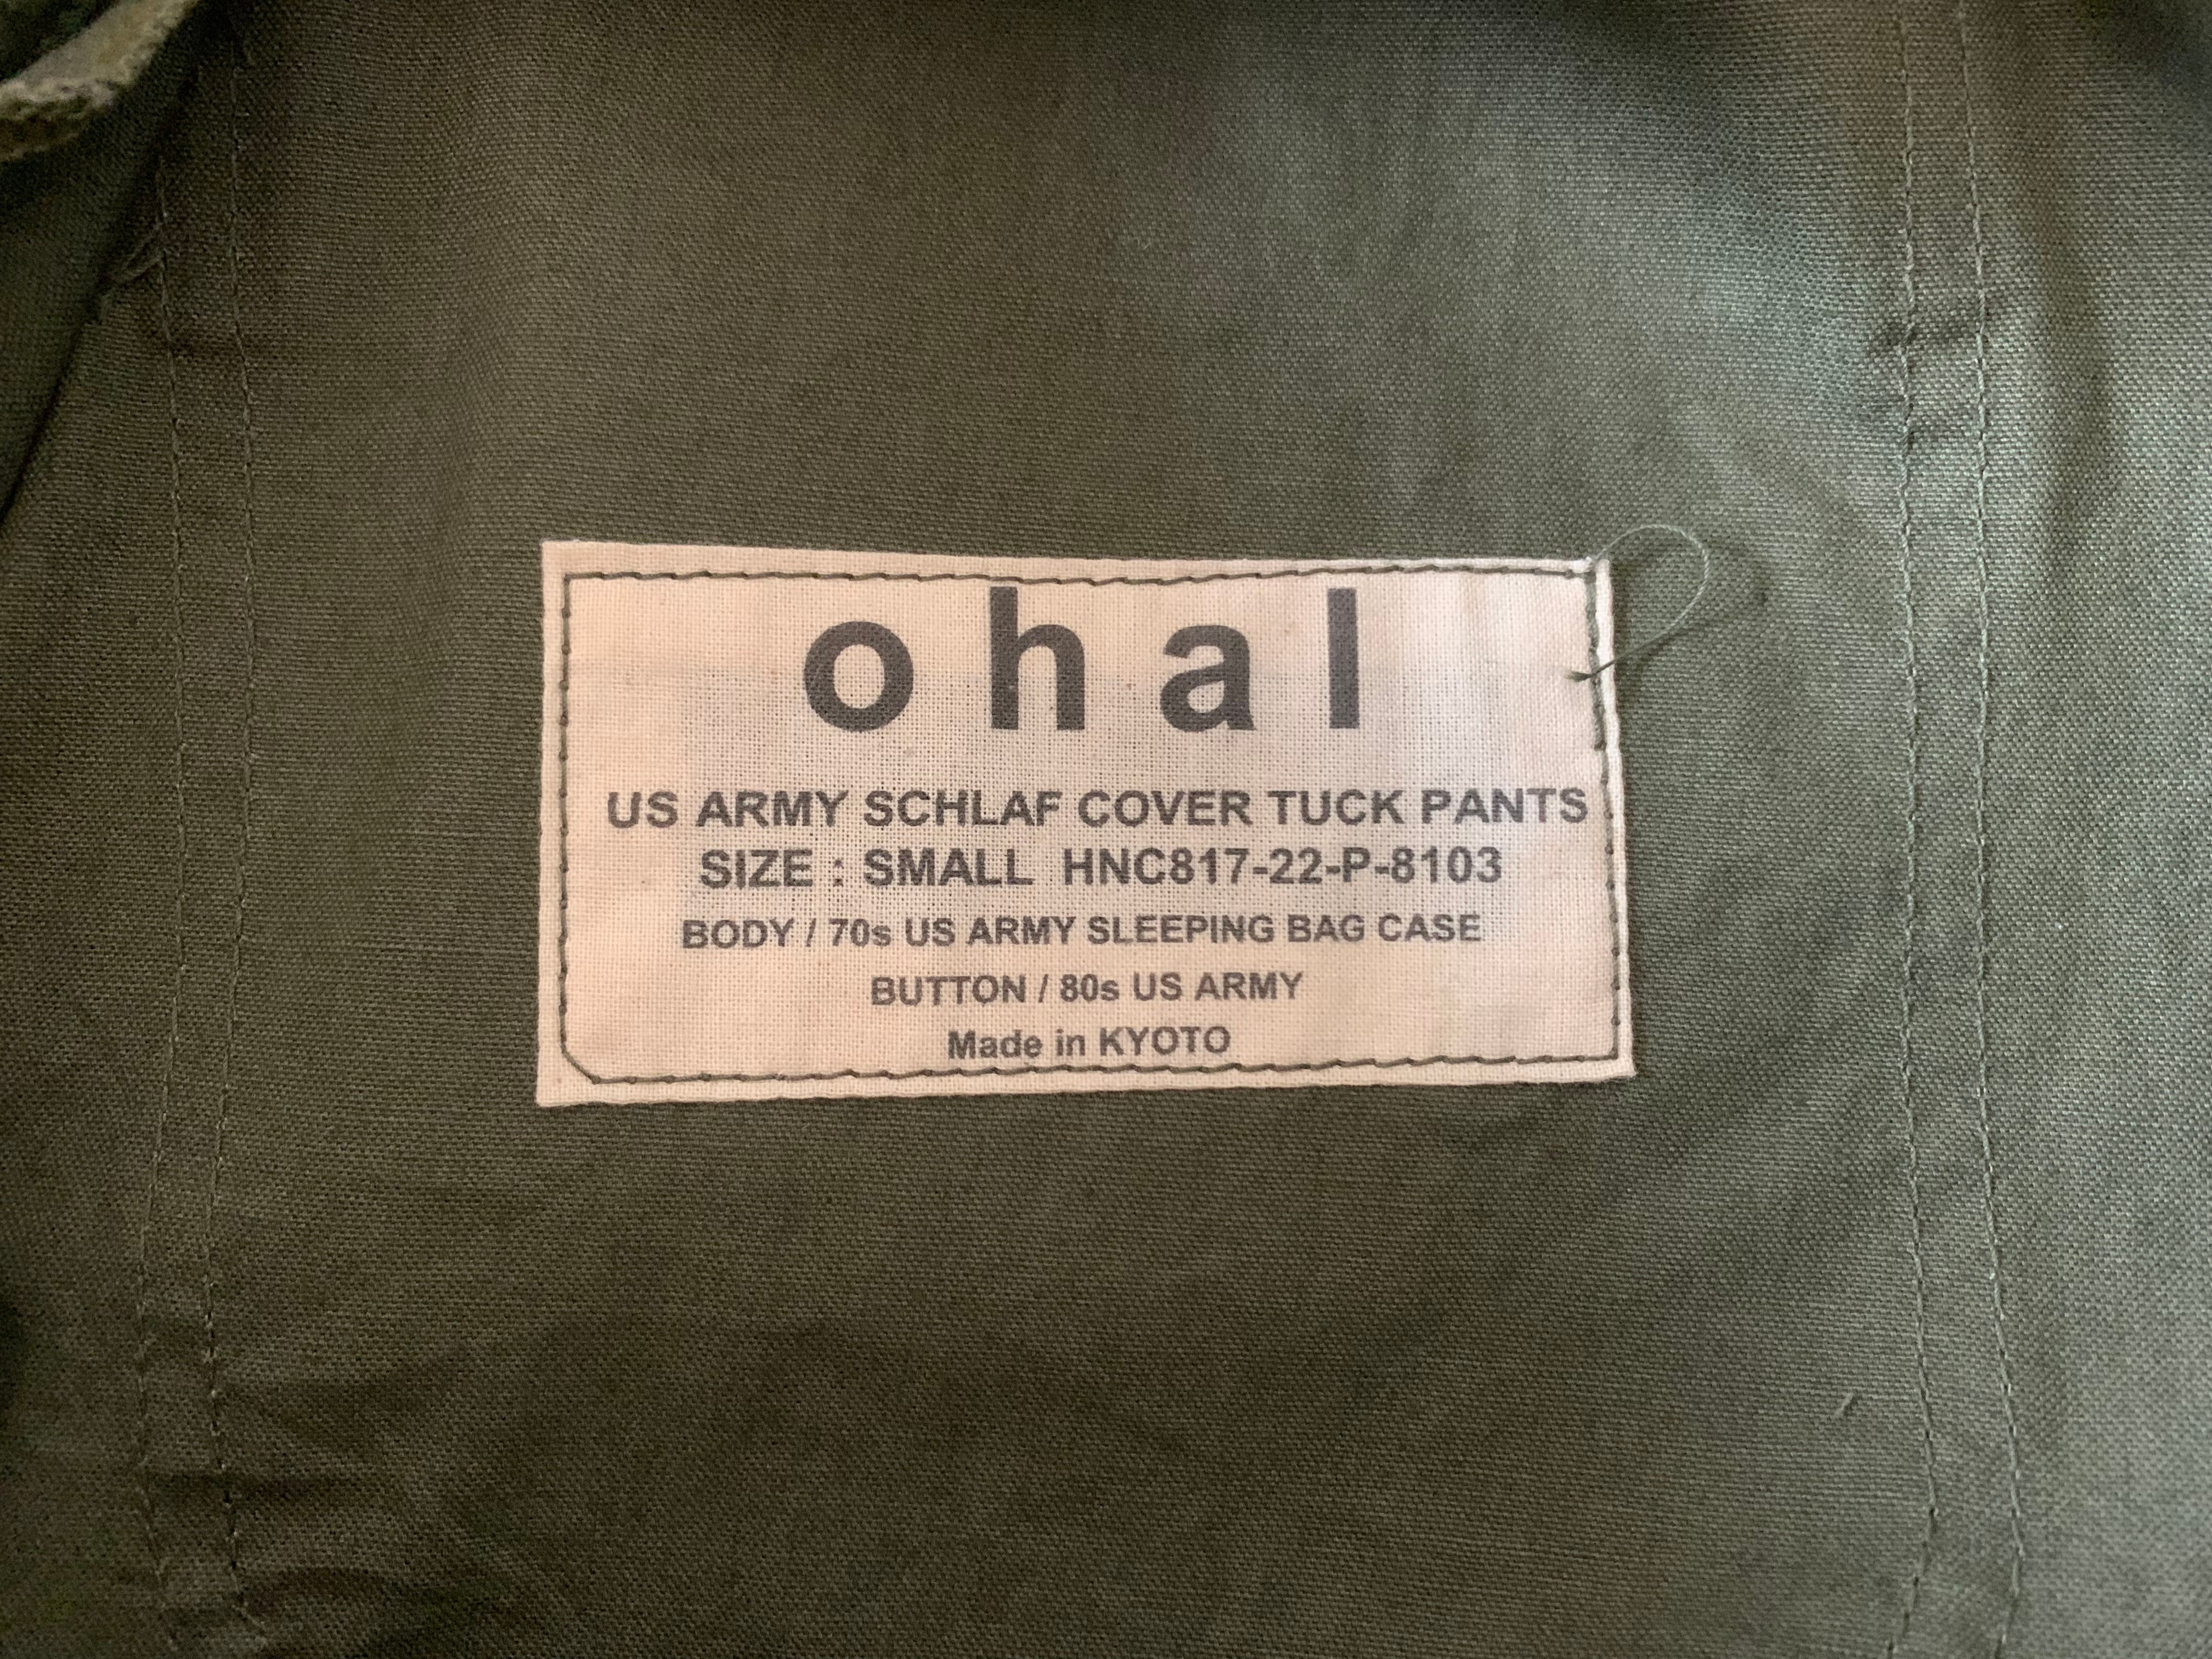 ohal
US ARMY SCHLAF COVER TUCK PANTS
SIZE : SMALL HNC817-22-P-8103
BODY / 70s US ARMY SLEEPING BAG CASE
BUTTON / 80s US ARMY
Made in KYOTO